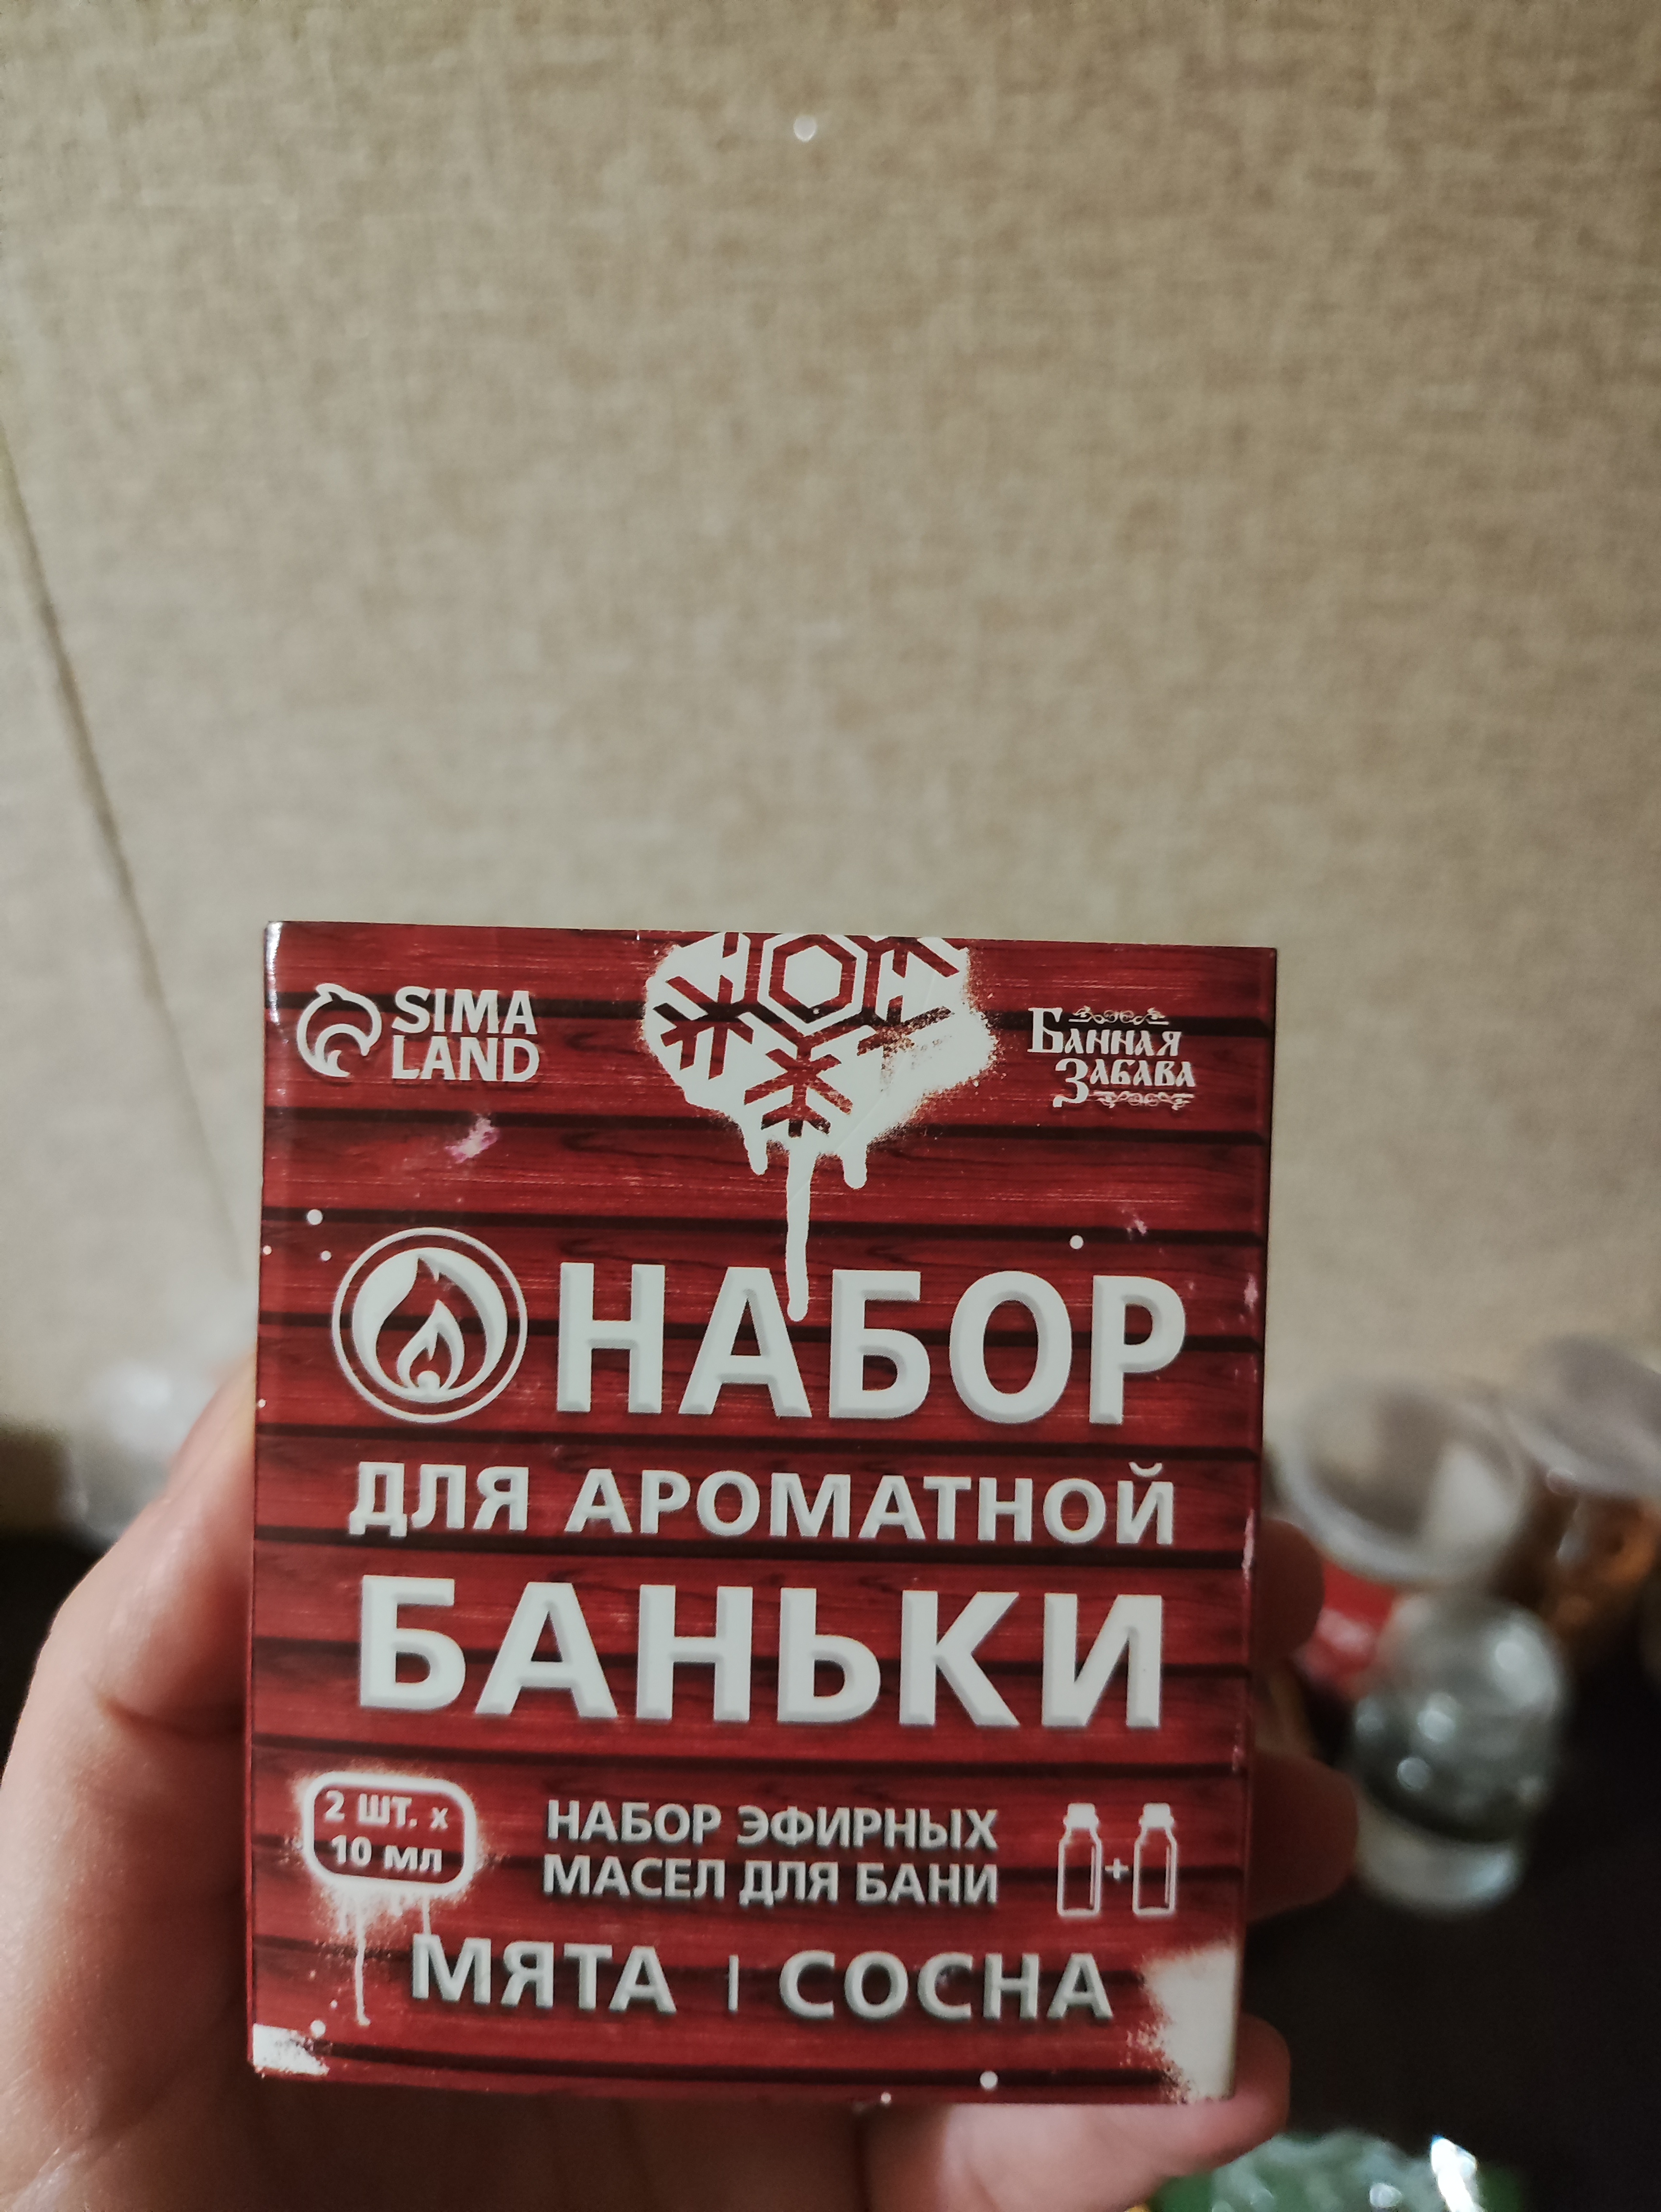 SIMA
LAND
Банная
Забава
НАБОР
ДЛЯ АРОМАТНОЙ
БАНЬКИ
2 ШТ. х
10 мл
НАБОР ЭФИРНЫХ
МАСЕЛ ДЛЯ БАНИ
МЯТА | СОСНА